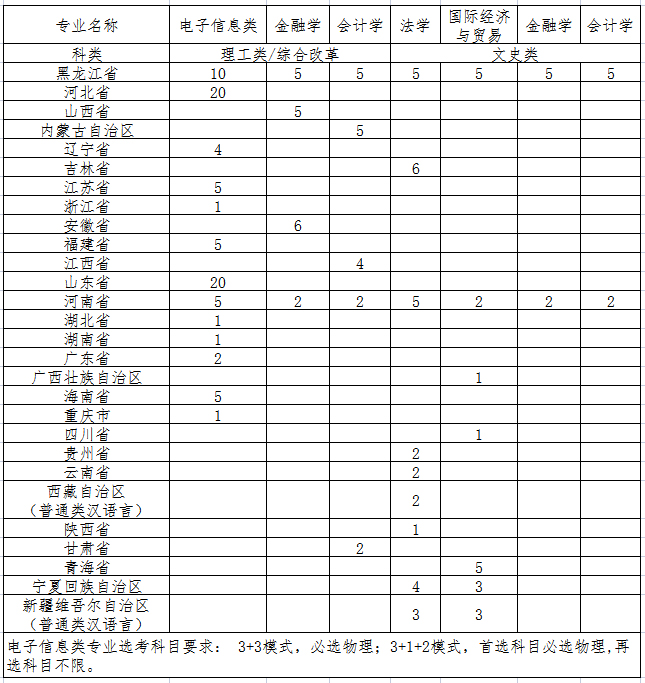 专业名称 电子信息类 金融学 会计学 法学 国际经济与贸易 金融学 会计学
科类 理工类/综合改革 文史类
黑龙江省 10 5 5 5 5 5 5
河北省 20
山西省 5
内蒙古自治区 5
辽宁省 4
吉林省 6
江苏省 5
浙江省 1
安徽省 6
福建省 5
江西省 4
山东省 20
河南省 5 2 2 5 2 2 2
湖北省 1
湖南省 1
广东省 2
广西壮族自治区 1
海南省 5
重庆市 1
四川省 1
贵州省 2
云南省 2
西藏自治区
（普通类汉语言） 2
陕西省 1
甘肃省 2
青海省 5
宁夏回族自治区 4 3
新疆维吾尔自治区
（普通类汉语言） 3 3
电子信息类专业选考科目要求： 3+3模式，必选物理；3+1+2模式，首选科目必选物理,再
选科目不限。